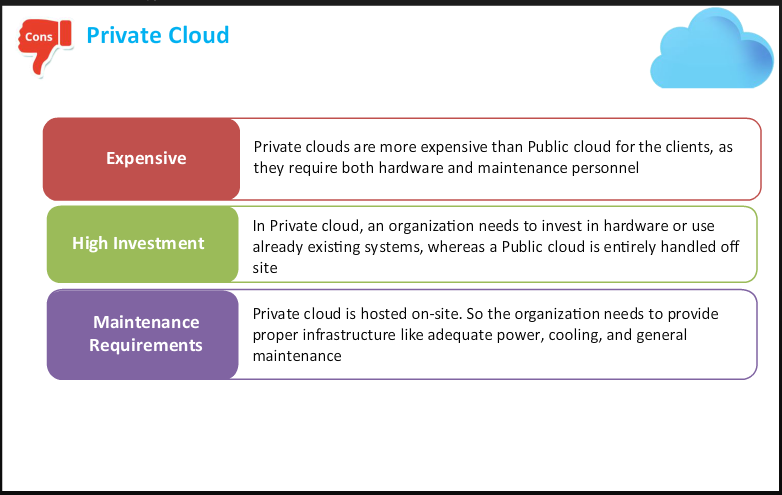 Cons
Private Cloud
Expensive
Private clouds are more expensive than Public cloud for the clients, as
they require both hardware and maintenance personnel
High Investment
In Private cloud, an organization needs to invest in hardware or use
already existing systems, whereas a Public cloud is entirely handled off
site
Maintenance
Requirements
Private cloud is hosted on-site. So the organization needs to provide
proper infrastructure like adequate power, cooling, and general
maintenance